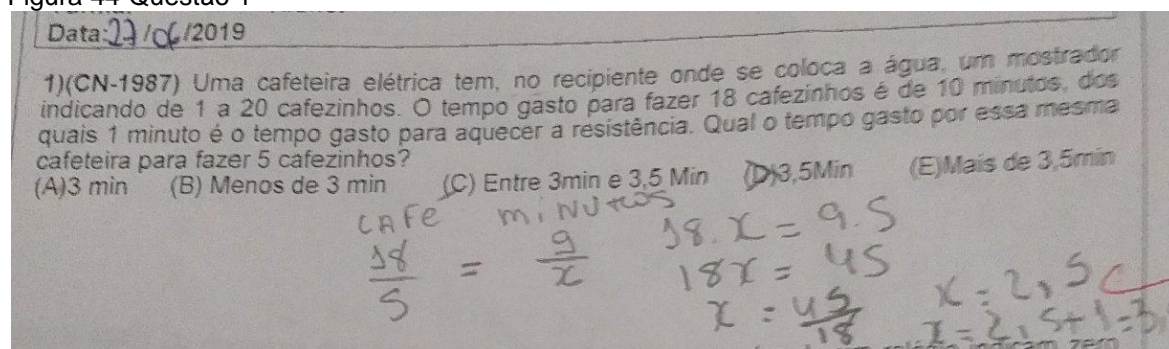 Figura 44 Questão 1
Data:27/06/2019
1)(CN-1987) Uma cafeteira elétrica tem, no recipiente onde se coloca a água, um mostrador
indicando de 1 a 20 cafezinhos. O tempo gasto para fazer 18 cafezinhos é de 10 minutos, dos
quais 1 minuto é o tempo gasto para aquecer a resistência. Qual o tempo gasto por essa mesma
cafeteira para fazer 5 cafezinhos?
(A)3 min (B) Menos de 3 min (C) Entre 3min e 3,5 Min (D)3,5Min (E)Mais de 3,5min
CAFE MINUTOS
18/5 = 9/x
18.x = 9.5
18x = 45
x = 45/18
x = 2,5 C
x = 2,5+1=3,
indicam zem